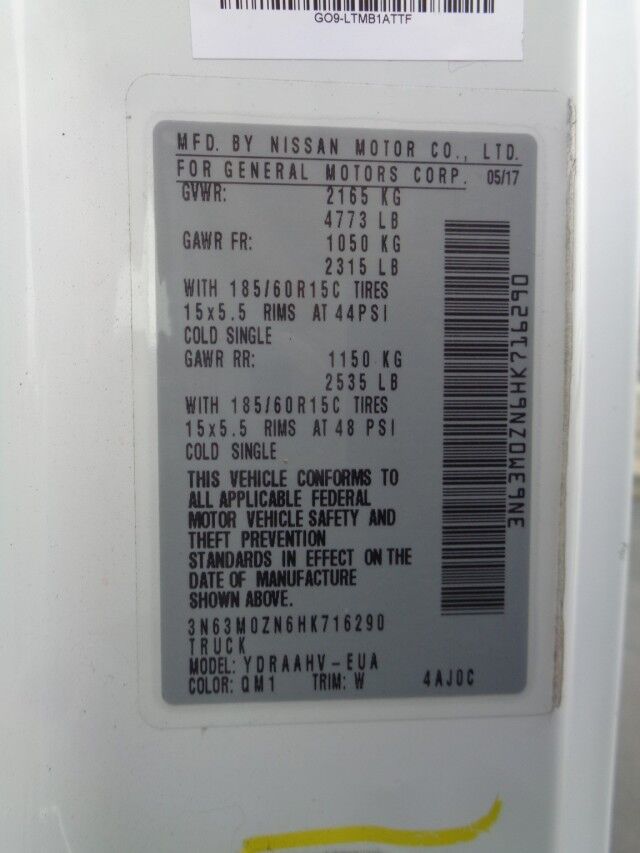 GO9-LTMB1ATTF
MFD. BY NISSAN MOTOR CO., LTD.
FOR GENERAL MOTORS CORP. 05/17
GVWR: 2165 KG
4773 LB
GAWR FR: 1050 KG
2315 LB
WITH 185/60R15C TIRES
15x5.5 RIMS AT 44PSI
COLD SINGLE
GAWR RR: 1150 KG
2535 LB
WITH 185/60R15C TIRES
15x5.5 RIMS AT 48 PSI
COLD SINGLE
THIS VEHICLE CONFORMS TO
ALL APPLICABLE FEDERAL
MOTOR VEHICLE SAFETY AND
THEFT PREVENTION
STANDARDS IN EFFECT ON THE
DATE OF MANUFACTURE
SHOWN ABOVE.
3N63M0ZN6HK716290
TRUCK
MODEL: YDRAAHV-EUA
COLOR: QM1 TRIM: W 4AJ0C
3N63M0ZN6HK716290